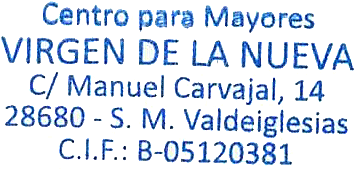 Centro para Mayores
VIRGEN DE LA NUEVA
C/ Manuel Carvajal, 14
28680 - S. M. Valdeiglesias
C.I.F.: B-05120381